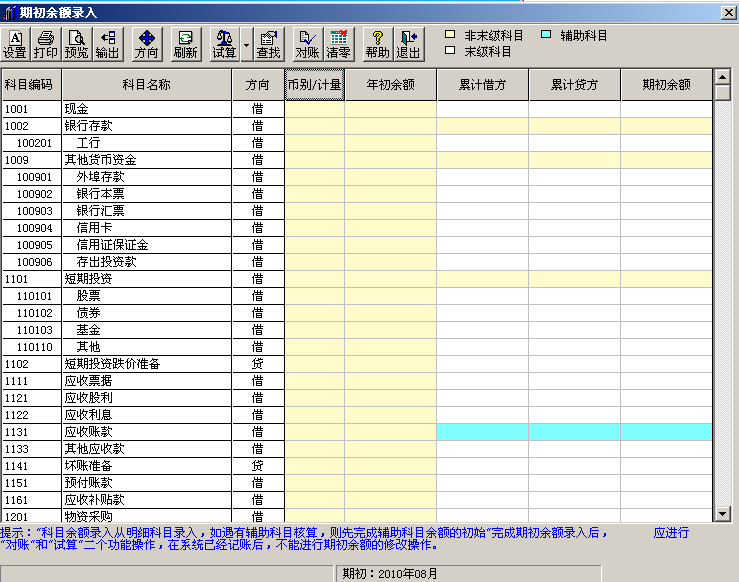 期初余额录入
设置 打印 预览 输出 方向 刷新 试算 查找 对账 清零 帮助 退出
非末级科目 辅助科目
末级科目
科目编码 科目名称 方向 币别/计量 年初余额 累计借方 累计贷方 期初余额
1001 现金 借
1002 银行存款 借
100201 工行 借
1009 其他货币资金 借
100901 外埠存款 借
100902 银行本票 借
100903 银行汇票 借
100904 信用卡 借
100905 信用证保证金 借
100906 存出投资款 借
1101 短期投资 借
110101 股票 借
110102 债券 借
110103 基金 借
110110 其他 借
1102 短期投资跌价准备 贷
1111 应收票据 借
1121 应收股利 借
1122 应收利息 借
1131 应收账款 借
1133 其他应收款 借
1141 坏账准备 贷
1151 预付账款 借
1161 应收补贴款 借
1201 物资采购 借
提示："科目余额录入从明细科目录入，如遇有辅助科目核算，则先完成辅助科目余额的初始"完成期初余额录入后， 应进行
"对账"和"试算"二个功能操作，在系统已经记账后，不能进行期初余额的修改操作。
期初：2010年08月